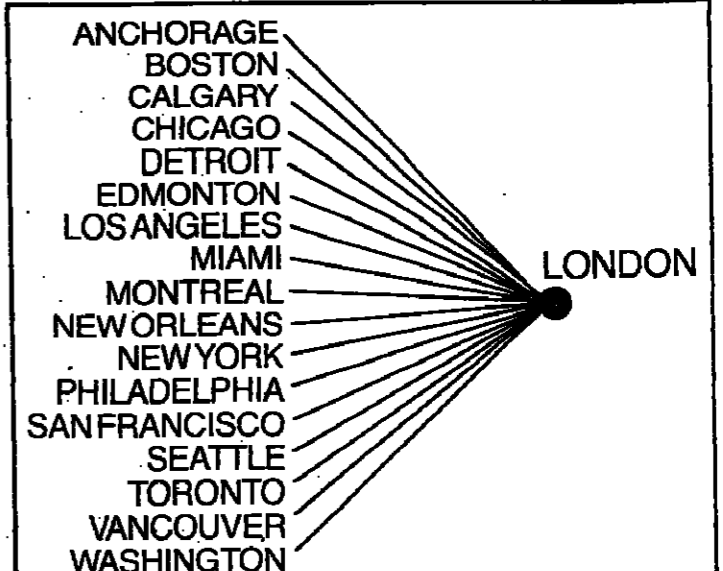 ANCHORAGE
BOSTON
CALGARY
CHICAGO
DETROIT
EDMONTON
LOS ANGELES
MIAMI
LONDON
MONTREAL
NEW ORLEANS
NEW YORK
PHILADELPHIA
SAN FRANCISCO
SEATTLE
TORONTO
VANCOUVER
WASHINGTON